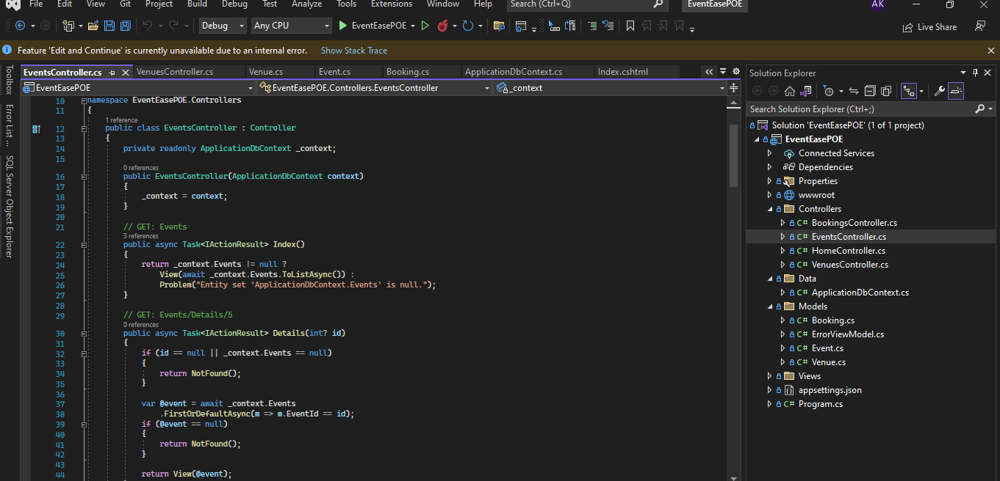 File Edit View Git Project Build Debug Test Analyze Tools Extensions Window Help Search (Ctrl+Q) EventEasePOE AK
Debug Any CPU EventEasePOE Live Share
Feature 'Edit and Continue' is currently unavailable due to an internal error. Show Stack Trace
Toolbox
Error List ...
SQL Server Object Explorer
EventsController.cs VenuesController.cs Venue.cs Event.cs Booking.cs ApplicationDbContext.cs Index.cshtml
EventEasePOE EventEasePOE.Controllers.EventsController _context
10 namespace EventEasePOE.Controllers
11 {
1 reference
12 public class EventsController : Controller
13 {
14 private readonly ApplicationDbContext _context;
15
0 references
16 public EventsController(ApplicationDbContext context)
17 {
18 _context = context;
19 }
20
21 // GET: Events
3 references
22 public async Task<IActionResult> Index()
23 {
24 return _context.Events != null ?
25 View(await _context.Events.ToListAsync()) :
26 Problem("Entity set 'ApplicationDbContext.Events' is null.");
27 }
28
29 // GET: Events/Details/5
0 references
30 public async Task<IActionResult> Details(int? id)
31 {
32 if (id == null || _context.Events == null)
33 {
34 return NotFound();
35 }
36
37 var @event = await _context.Events
38 .FirstOrDefaultAsync(m => m.EventId == id);
39 if (@event == null)
40 {
41 return NotFound();
42 }
43
44 return View(@event);
Solution Explorer
Search Solution Explorer (Ctrl+;)
Solution 'EventEasePOE' (1 of 1 project)
EventEasePOE
Connected Services
Dependencies
Properties
wwwroot
Controllers
C# BookingsController.cs
C# EventsController.cs
C# HomeController.cs
C# VenuesController.cs
Data
C# ApplicationDbContext.cs
Models
C# Booking.cs
C# ErrorViewModel.cs
C# Event.cs
C# Venue.cs
Views
appsettings.json
C# Program.cs